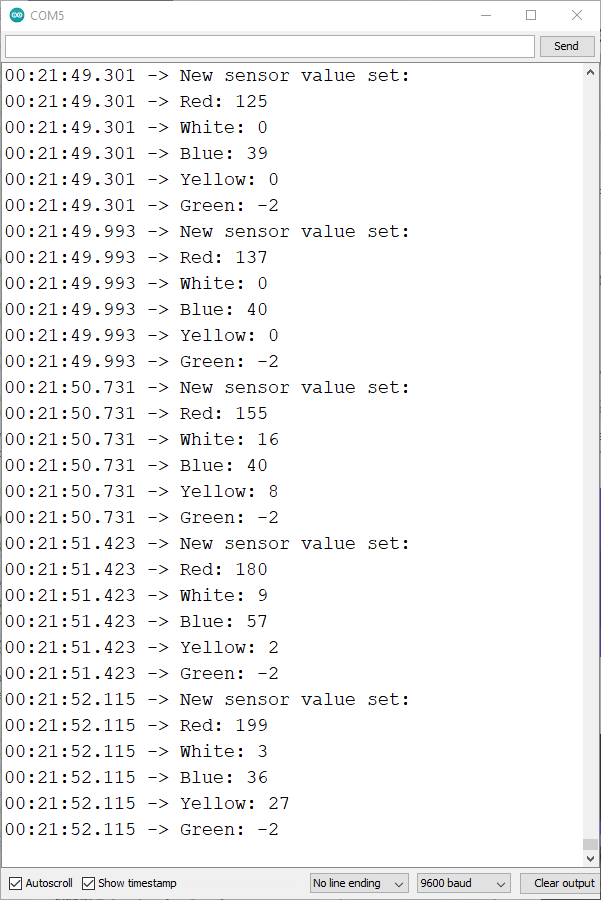 COM5
Send
00:21:49.301 -> New sensor value set:
00:21:49.301 -> Red: 125
00:21:49.301 -> White: 0
00:21:49.301 -> Blue: 39
00:21:49.301 -> Yellow: 0
00:21:49.301 -> Green: -2
00:21:49.993 -> New sensor value set:
00:21:49.993 -> Red: 137
00:21:49.993 -> White: 0
00:21:49.993 -> Blue: 40
00:21:49.993 -> Yellow: 0
00:21:49.993 -> Green: -2
00:21:50.731 -> New sensor value set:
00:21:50.731 -> Red: 155
00:21:50.731 -> White: 16
00:21:50.731 -> Blue: 40
00:21:50.731 -> Yellow: 8
00:21:50.731 -> Green: -2
00:21:51.423 -> New sensor value set:
00:21:51.423 -> Red: 180
00:21:51.423 -> White: 9
00:21:51.423 -> Blue: 57
00:21:51.423 -> Yellow: 2
00:21:51.423 -> Green: -2
00:21:52.115 -> New sensor value set:
00:21:52.115 -> Red: 199
00:21:52.115 -> White: 3
00:21:52.115 -> Blue: 36
00:21:52.115 -> Yellow: 27
00:21:52.115 -> Green: -2
Autoscroll Show timestamp No line ending 9600 baud Clear output